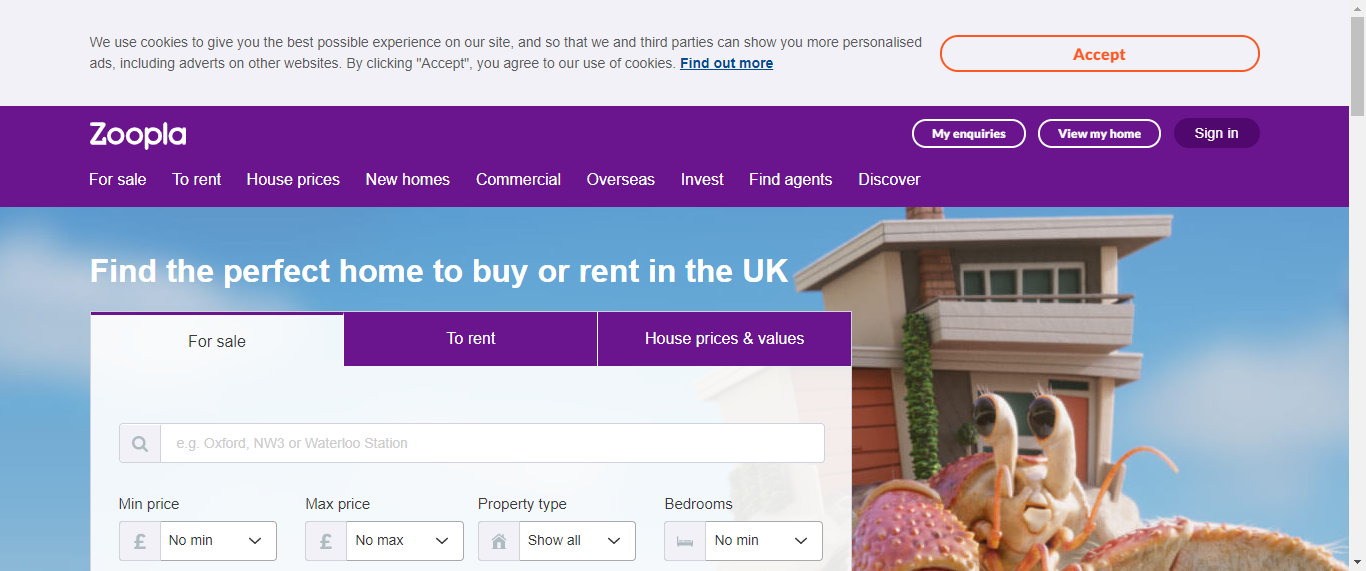 We use cookies to give you the best possible experience on our site, and so that we and third parties can show you more personalised
ads, including adverts on other websites. By clicking "Accept", you agree to our use of cookies. Find out more
Accept
Zoopla
My enquiries
View my home
Sign in
For sale
To rent
House prices
New homes
Commercial
Overseas
Invest
Find agents
Discover
Find the perfect home to buy or rent in the UK
For sale
To rent
House prices & values
e.g. Oxford, NW3 or Waterloo Station
Min price
Max price
Property type
Bedrooms
£ No min
£ No max
Show all
No min